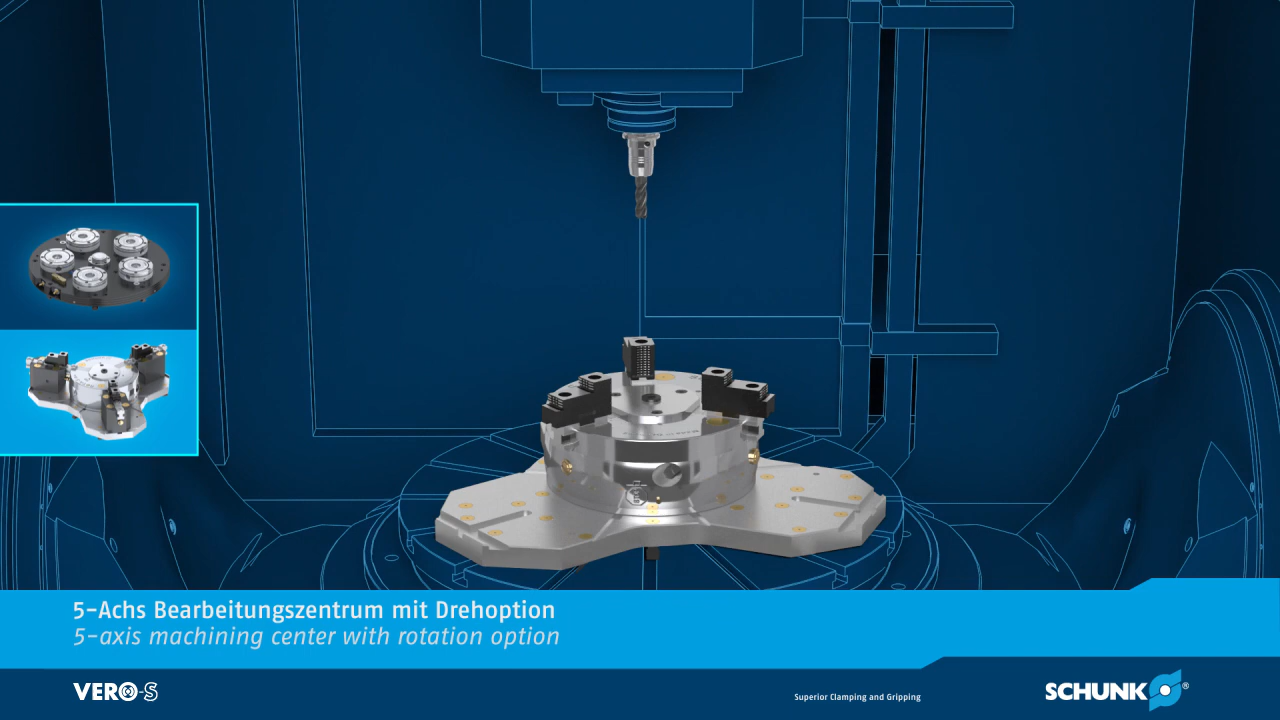 5-Achs Bearbeitungszentrum mit Drehoption
5-axis machining center with rotation option
VERO-S
Superior Clamping and Gripping
SCHUNK®